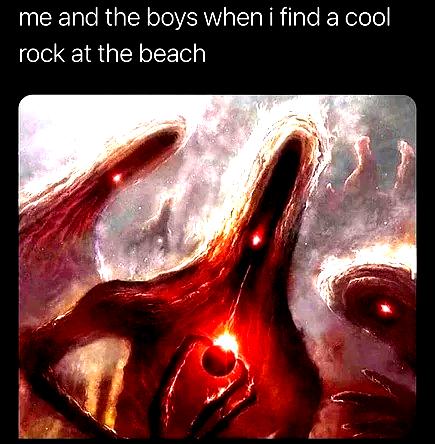 me and the boys when i find a cool
rock at the beach